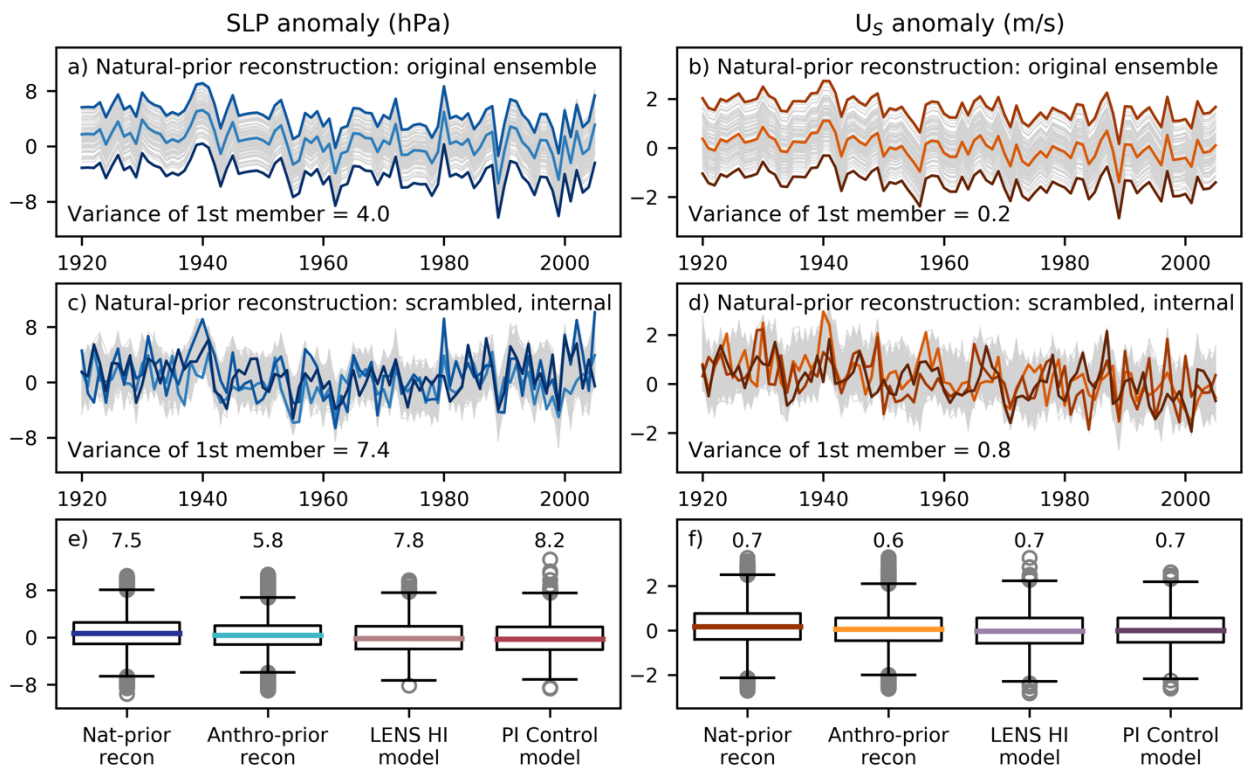 SLP anomaly (hPa)
U_S anomaly (m/s)
a) Natural-prior reconstruction: original ensemble
8
0
−8
Variance of 1st member = 4.0
1920 1940 1960 1980 2000
b) Natural-prior reconstruction: original ensemble
2
0
−2
Variance of 1st member = 0.2
1920 1940 1960 1980 2000
c) Natural-prior reconstruction: scrambled, internal
8
0
−8
Variance of 1st member = 7.4
1920 1940 1960 1980 2000
d) Natural-prior reconstruction: scrambled, internal
2
0
−2
Variance of 1st member = 0.8
1920 1940 1960 1980 2000
e) 7.5 5.8 7.8 8.2
8
0
−8
Nat-prior recon
Anthro-prior recon
LENS HI model
PI Control model
f) 0.7 0.6 0.7 0.7
2
0
−2
Nat-prior recon
Anthro-prior recon
LENS HI model
PI Control model